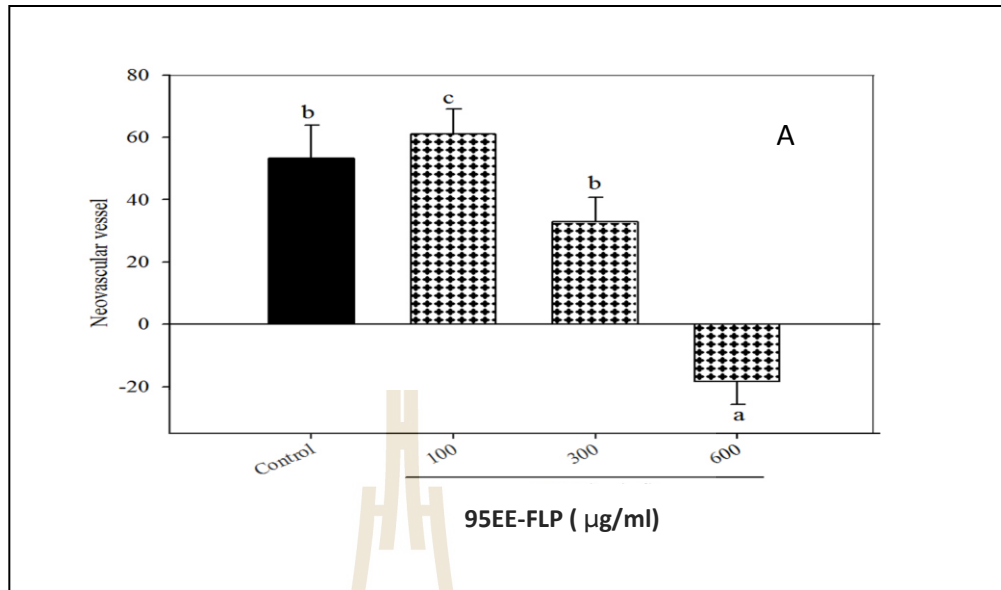 80
c
b
A
60
b
40
20
0
-20
a
Neovascular vessel
Control
100
300
600
95EE-FLP ( µg/ml)